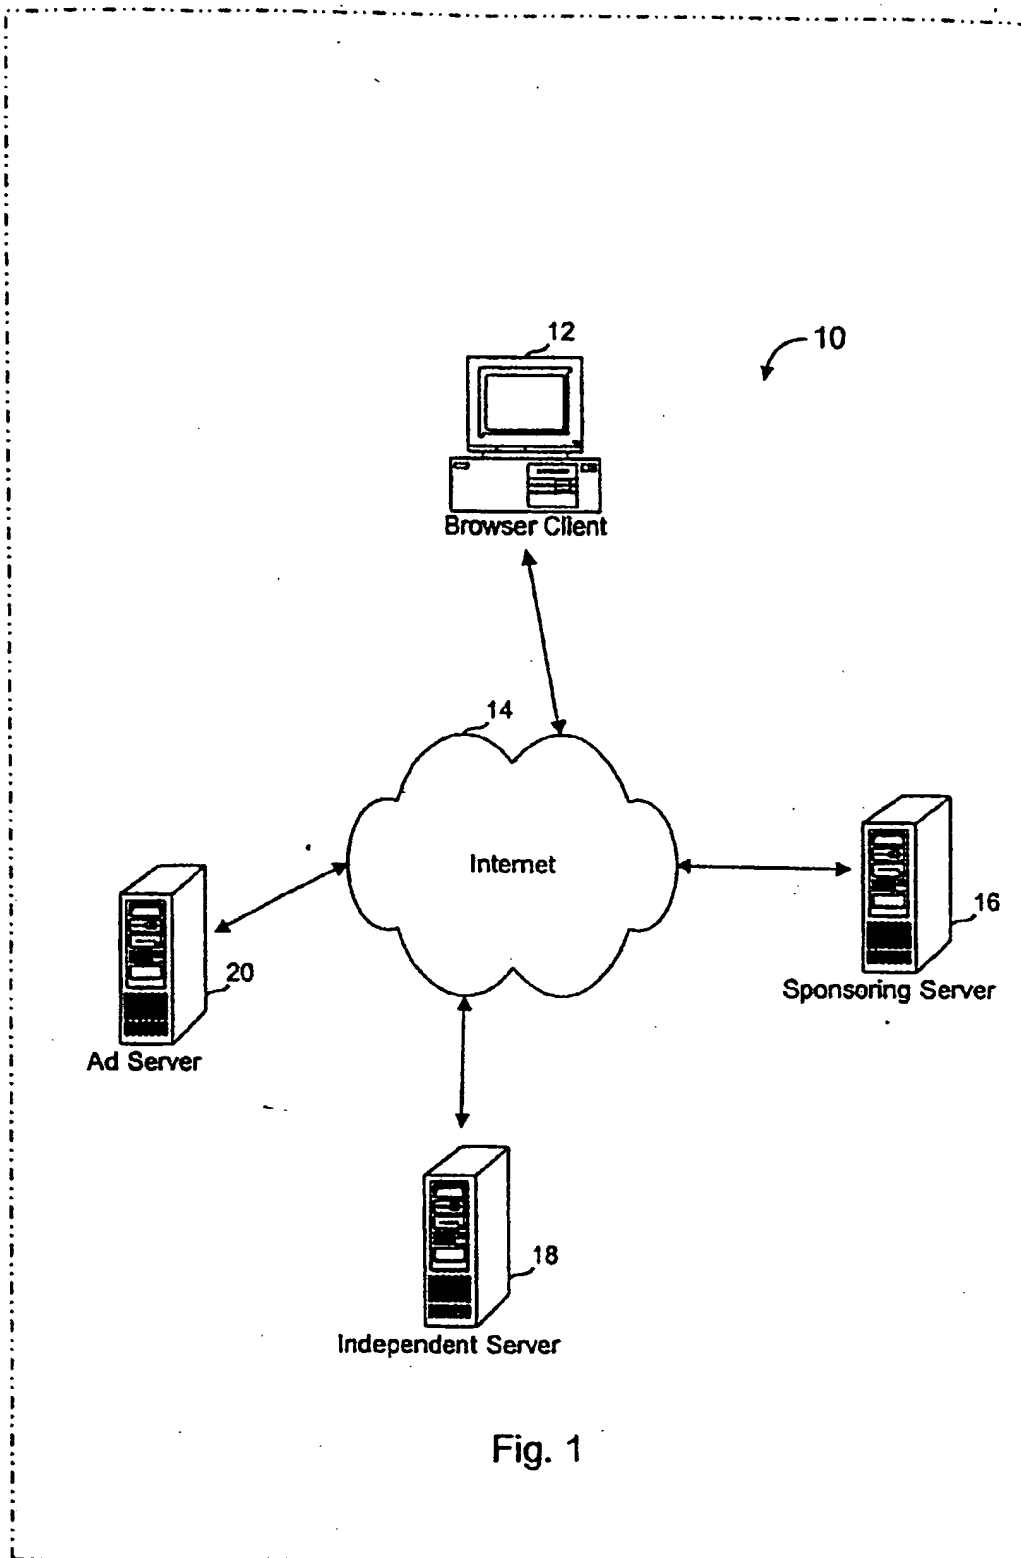 12
10
Browser Client
14
Internet
16
Sponsoring Server
20
Ad Server
18
Independent Server
Fig. 1